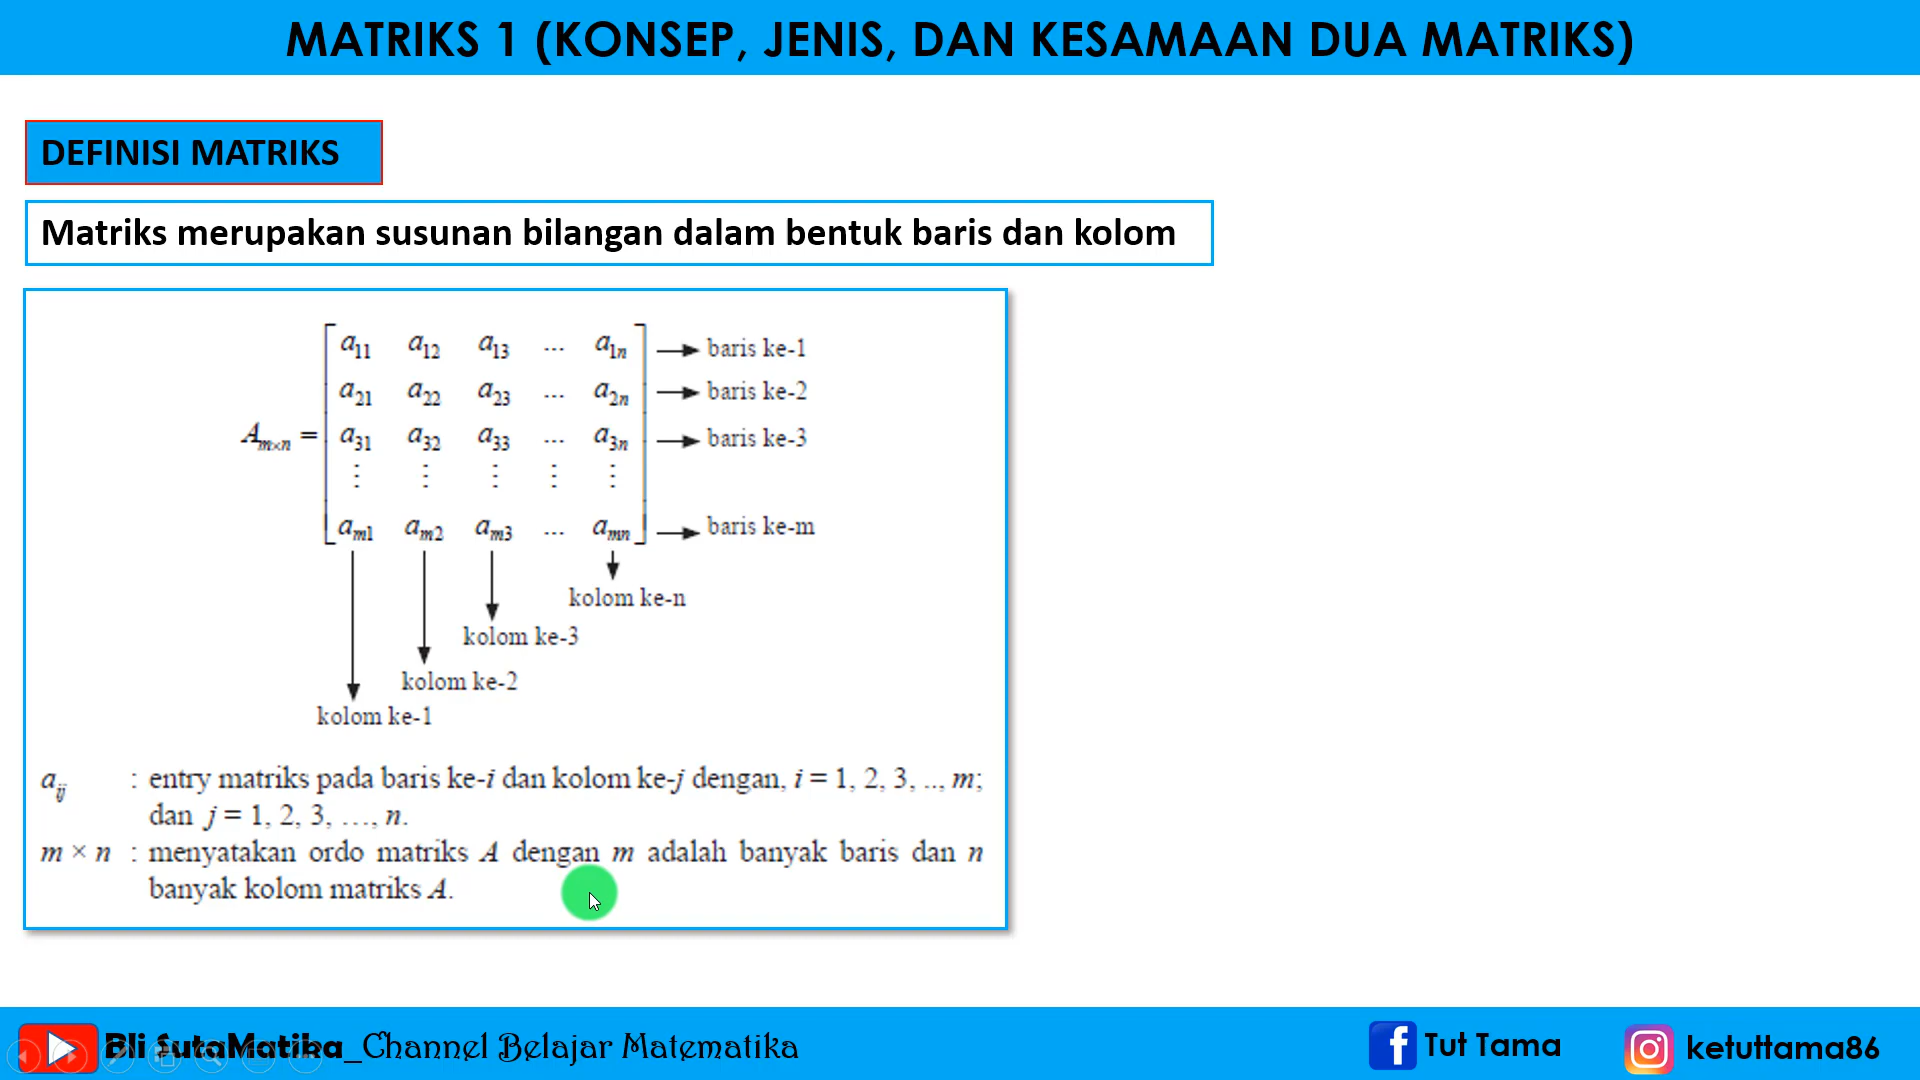 MATRIKS 1 (KONSEP, JENIS, DAN KESAMAAN DUA MATRIKS)
DEFINISI MATRIKS
Matriks merupakan susunan bilangan dalam bentuk baris dan kolom
a11 a12 a13 ... a1n baris ke-1
a21 a22 a23 ... a2n baris ke-2
Am×n = a31 a32 a33 ... a3n baris ke-3
⋮ ⋮ ⋮ ⋮ ⋮
am1 am2 am3 ... amn baris ke-m
kolom ke-n
kolom ke-3
kolom ke-2
kolom ke-1
aij : entry matriks pada baris ke-i dan kolom ke-j dengan, i = 1, 2, 3, .., m;
dan j = 1, 2, 3, …, n.
m × n : menyatakan ordo matriks A dengan m adalah banyak baris dan n
banyak kolom matriks A.
Bli SutaMatika_Channel Belajar Matematika
Tut Tama
ketuttama86